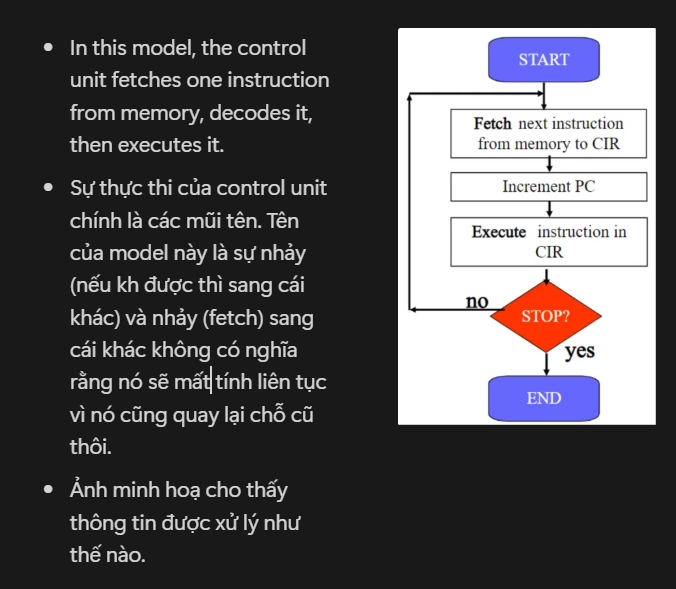 In this model, the control
unit fetches one instruction
from memory, decodes it,
then executes it.
Sự thực thi của control unit
chính là các mũi tên. Tên
của model này là sự nhảy
(nếu kh được thì sang cái
khác) và nhảy (fetch) sang
cái khác không có nghĩa
rằng nó sẽ mất tính liên tục
vì nó cũng quay lại chỗ cũ
thôi.
Ảnh minh hoạ cho thấy
thông tin được xử lý như
thế nào.
START
Fetch next instruction
from memory to CIR
Increment PC
Execute instruction in
CIR
no
STOP?
yes
END